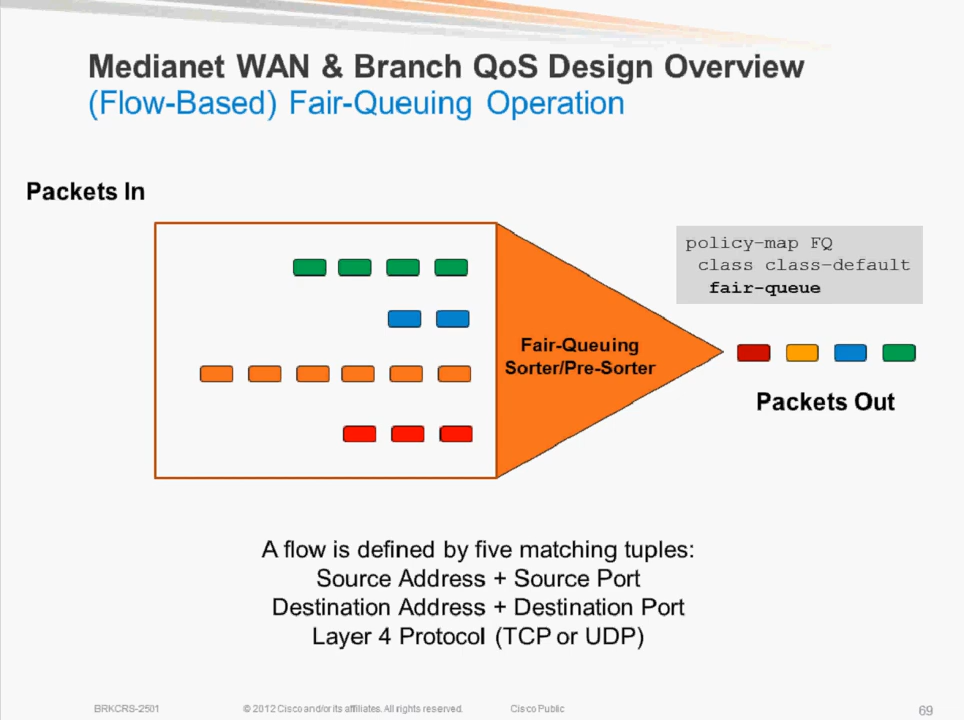 Medianet WAN & Branch QoS Design Overview
(Flow-Based) Fair-Queuing Operation
Packets In
policy-map FQ
class class-default
fair-queue
Fair-Queuing
Sorter/Pre-Sorter
Packets Out
A flow is defined by five matching tuples:
Source Address + Source Port
Destination Address + Destination Port
Layer 4 Protocol (TCP or UDP)
BRKCRS-2501
© 2012 Cisco and/or its affiliates. All rights reserved.
Cisco Public
69